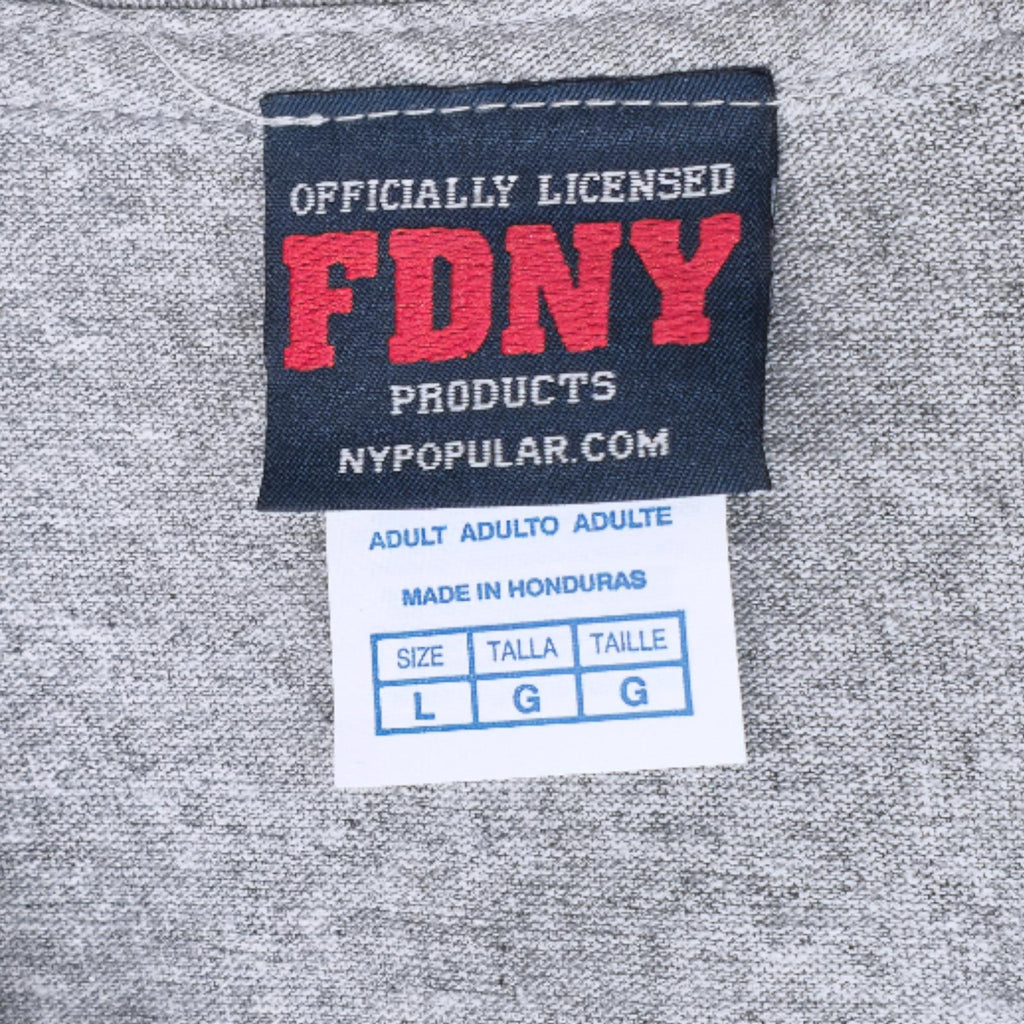 OFFICIALLY LICENSED
FDNY
PRODUCTS
NYPOPULAR.COM
ADULT ADULTO ADULTE
MADE IN HONDURAS
SIZE TALLA TAILLE
L G G